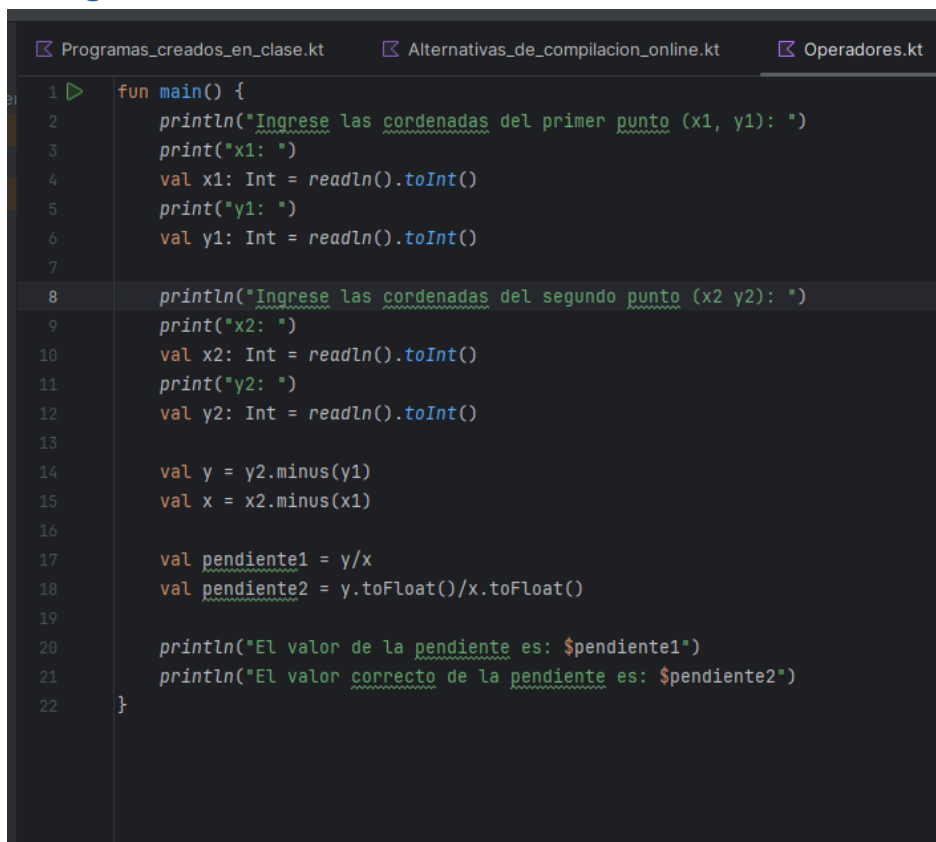 Programas_creados_en_clase.kt Alternativas_de_compilacion_online.kt Operadores.kt
1 fun main() {
2 println("Ingrese las cordenadas del primer punto (x1, y1): ")
3 print("x1: ")
4 val x1: Int = readln().toInt()
5 print("y1: ")
6 val y1: Int = readln().toInt()
7
8 println("Ingrese las cordenadas del segundo punto (x2 y2): ")
9 print("x2: ")
10 val x2: Int = readln().toInt()
11 print("y2: ")
12 val y2: Int = readln().toInt()
13
14 val y = y2.minus(y1)
15 val x = x2.minus(x1)
16
17 val pendiente1 = y/x
18 val pendiente2 = y.toFloat()/x.toFloat()
19
20 println("El valor de la pendiente es: $pendiente1")
21 println("El valor correcto de la pendiente es: $pendiente2")
22 }